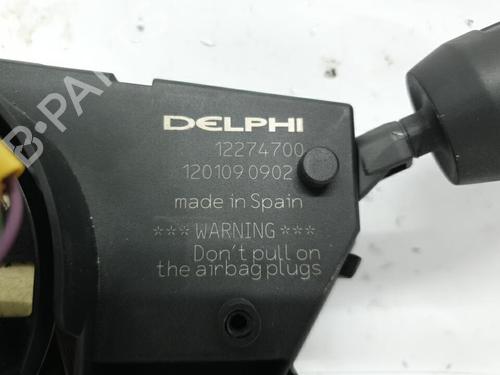 DELPHI
12274700
120109 0902
made in Spain
*** WARNING ***
Don't pull on
the airbag plugs